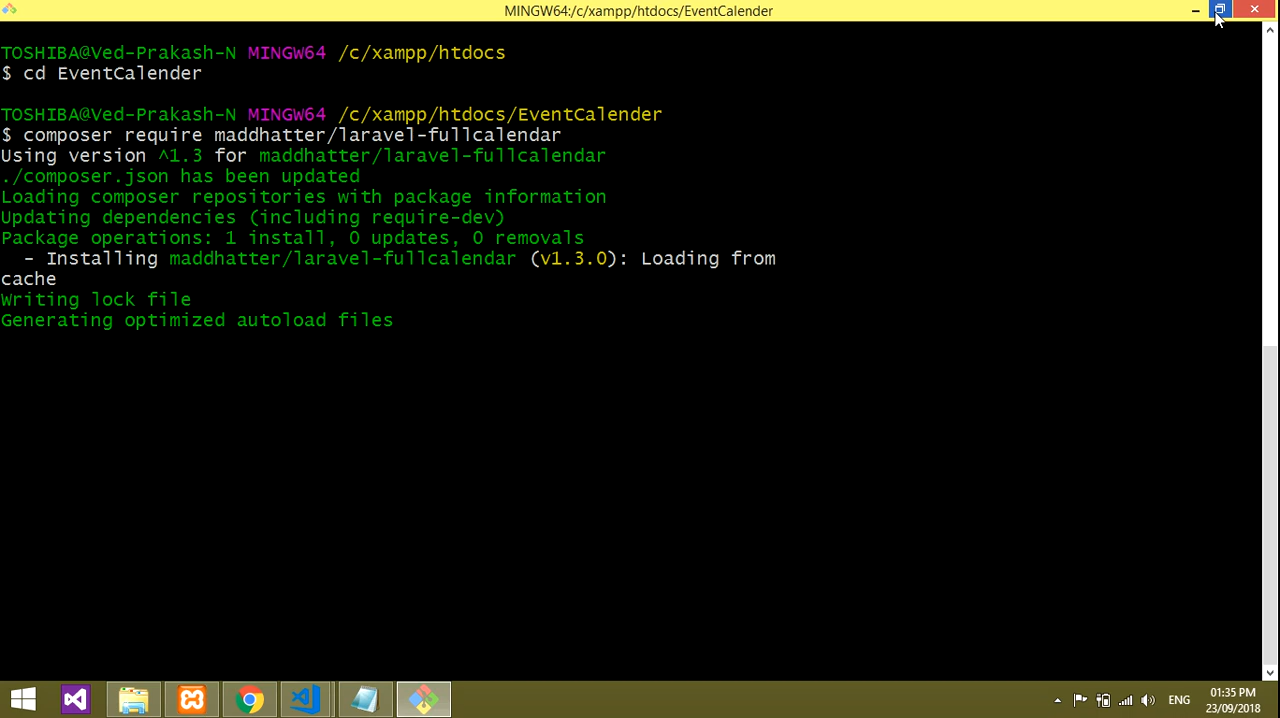 MINGW64:/c/xampp/htdocs/EventCalender
TOSHIBA@Ved-Prakash-N MINGW64 /c/xampp/htdocs
$ cd EventCalender
TOSHIBA@Ved-Prakash-N MINGW64 /c/xampp/htdocs/EventCalender
$ composer require maddhatter/laravel-fullcalendar
Using version ^1.3 for maddhatter/laravel-fullcalendar
./composer.json has been updated
Loading composer repositories with package information
Updating dependencies (including require-dev)
Package operations: 1 install, 0 updates, 0 removals
- Installing maddhatter/laravel-fullcalendar (v1.3.0): Loading from
cache
Writing lock file
Generating optimized autoload files
ENG
01:35 PM
23/09/2018